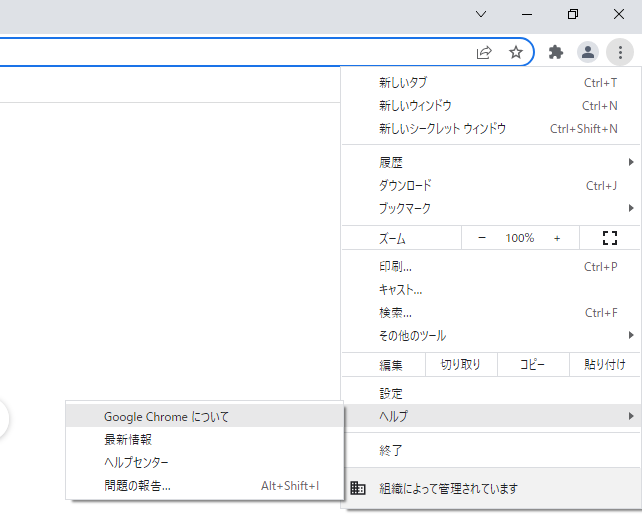 新しいタブ Ctrl+T
新しいウィンドウ Ctrl+N
新しいシークレット ウィンドウ Ctrl+Shift+N
履歴
ダウンロード Ctrl+J
ブックマーク
ズーム − 100% +
印刷... Ctrl+P
キャスト...
検索... Ctrl+F
その他のツール
編集 切り取り コピー 貼り付け
設定
ヘルプ
Google Chrome について
最新情報
ヘルプセンター
問題の報告... Alt+Shift+I
終了
組織によって管理されています